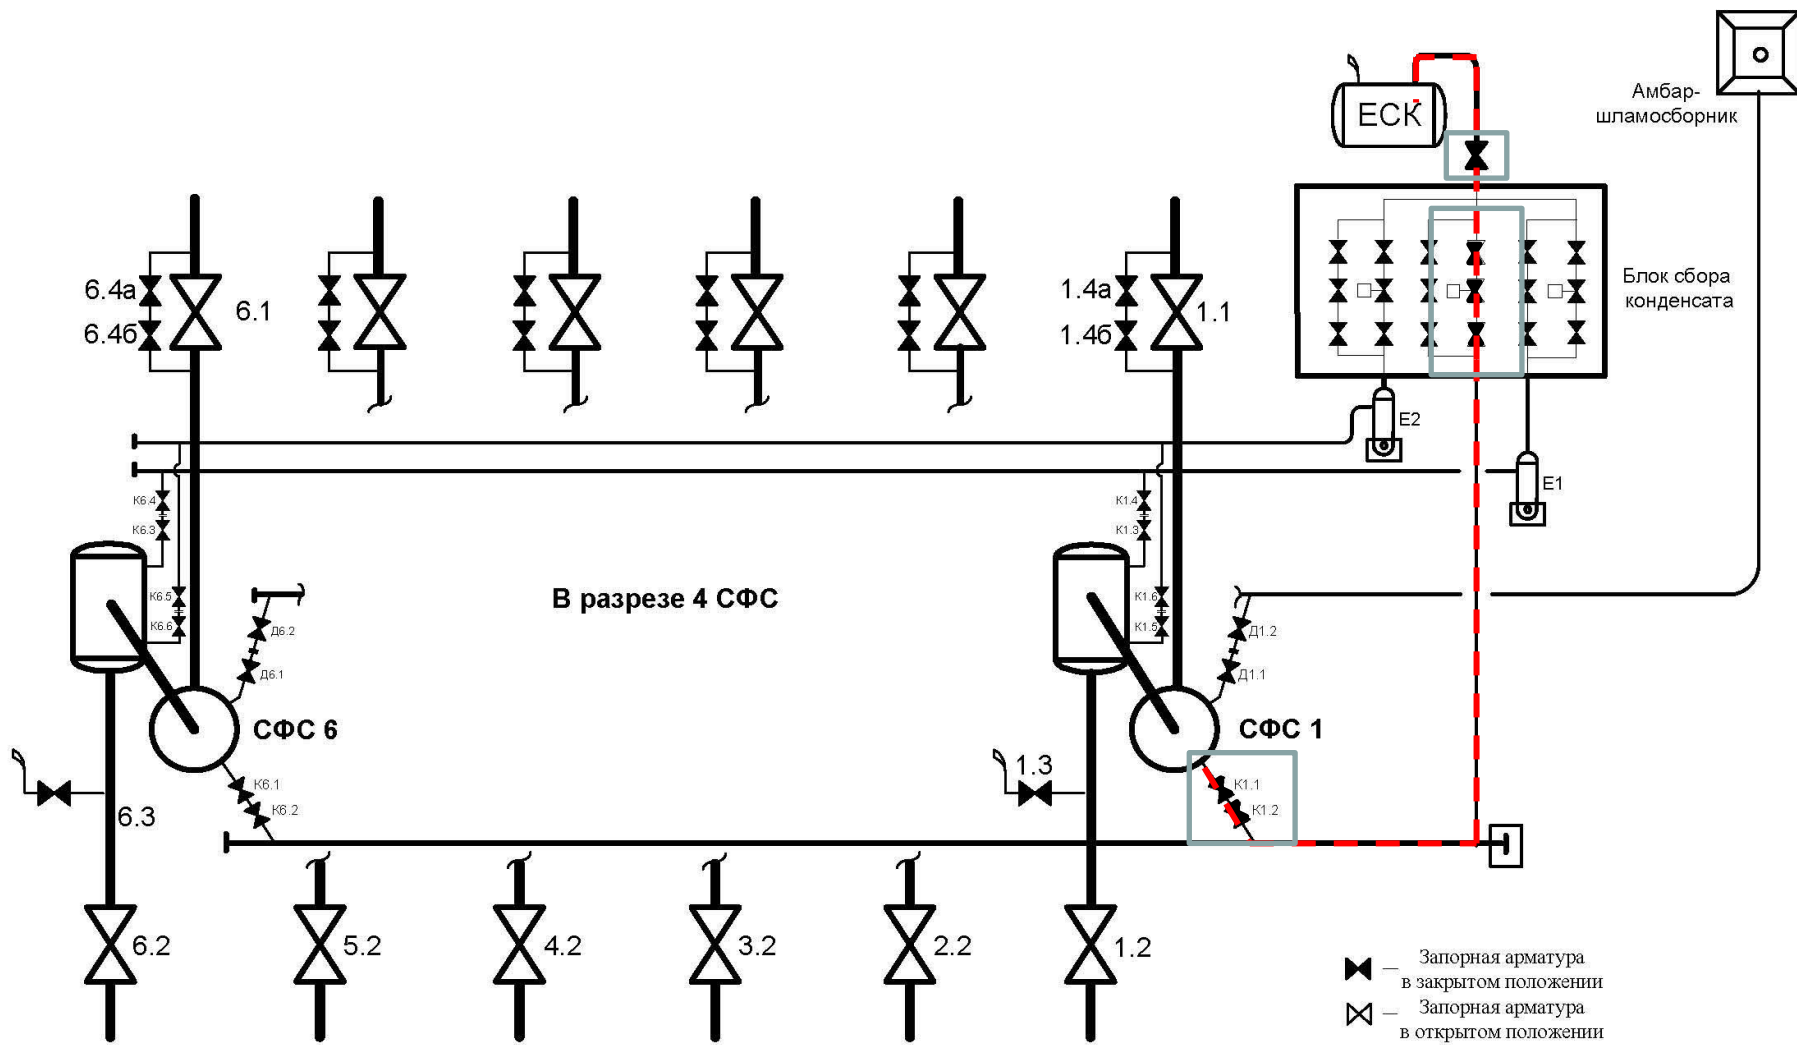 Амбар-
шламосборник
ЕСК
Блок сбора
конденсата
6.4а
6.4б
6.1
1.4а
1.4б
1.1
Е2
Е1
К6.4
К6.3
К6.5
К6.6
Д6.2
Д6.1
К1.4
К1.3
К1.6
К1.5
Д1.2
Д1.1
В разрезе 4 СФС
СФС 6
СФС 1
К6.1
К6.2
К1.1
К1.2
6.3
1.3
6.2
5.2
4.2
3.2
2.2
1.2
— Запорная арматура
в закрытом положении
— Запорная арматура
в открытом положении